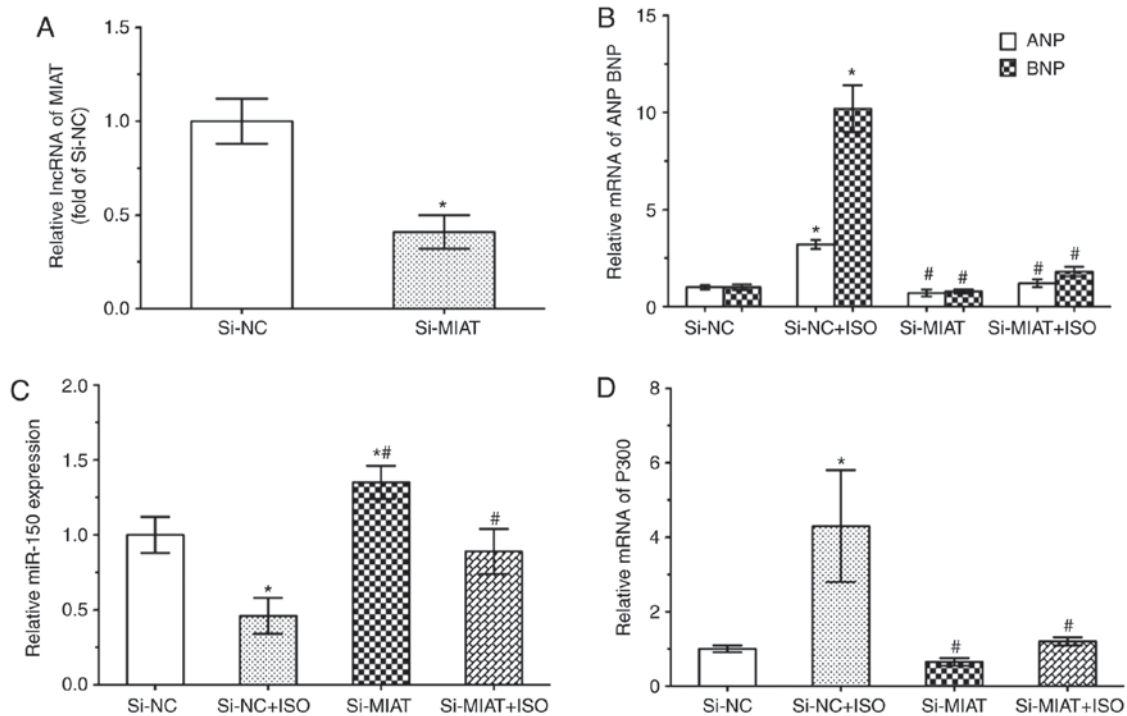 A
Relative lncRNA of MIAT
(fold of Si-NC)
1.5
1.0
0.5
0.0
*
Si-NC
Si-MIAT
B
Relative mRNA of ANP BNP
15
10
5
0
ANP
BNP
*
*
#
#
#
#
Si-NC
Si-NC+ISO
Si-MIAT
Si-MIAT+ISO
C
Relative miR-150 expression
2.0
1.5
1.0
0.5
0.0
*
*#
#
Si-NC
Si-NC+ISO
Si-MIAT
Si-MIAT+ISO
D
Relative mRNA of P300
8
6
4
2
0
*
#
#
Si-NC
Si-NC+ISO
Si-MIAT
Si-MIAT+ISO